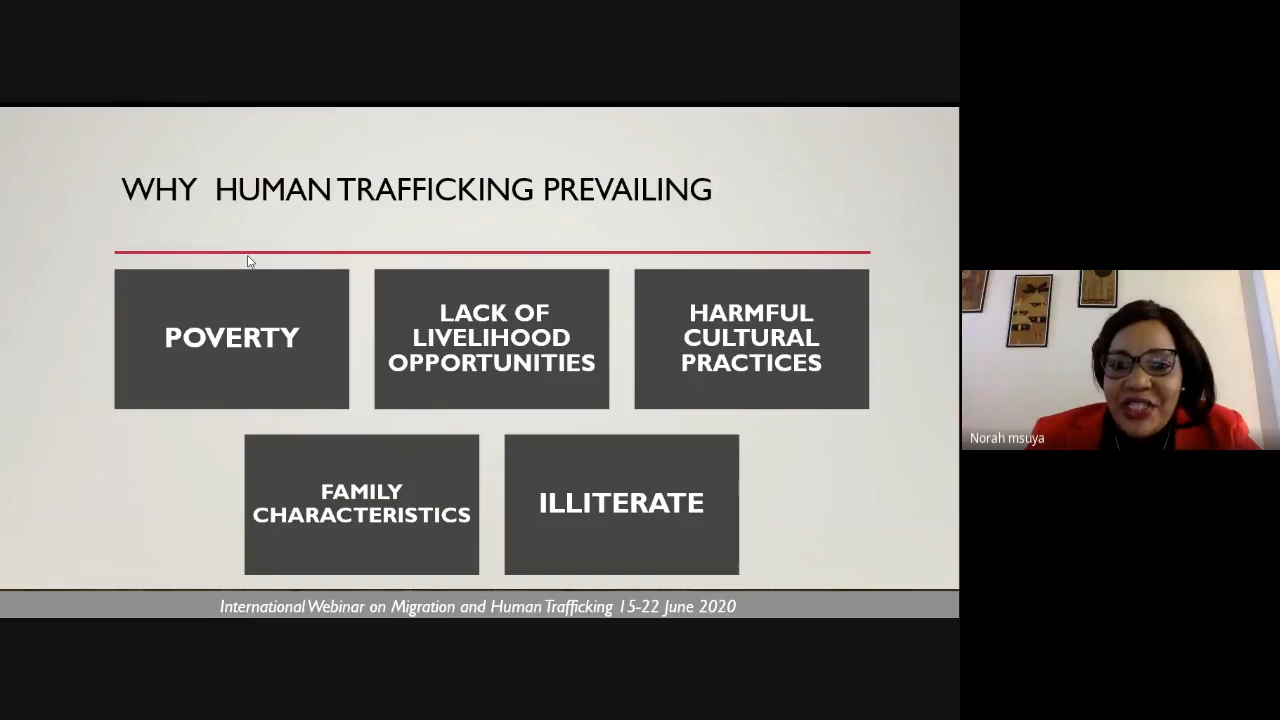 WHY HUMAN TRAFFICKING PREVAILING
POVERTY
LACK OF
LIVELIHOOD
OPPORTUNITIES
HARMFUL
CULTURAL
PRACTICES
FAMILY
CHARACTERISTICS
ILLITERATE
International Webinar on Migration and Human Trafficking 15-22 June 2020
Norah msuya